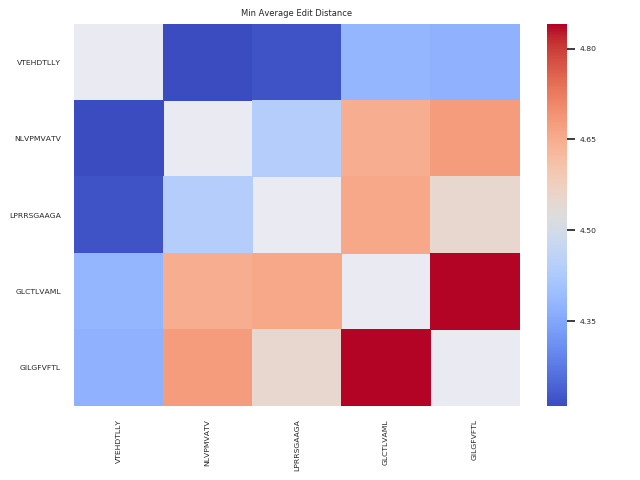 Min Average Edit Distance
VTEHDTLLY
NLVPMVATV
LPRRSGAAGA
GLCTLVAML
GILGFVFTL
VTEHDTLLY
NLVPMVATV
LPRRSGAAGA
GLCTLVAML
GILGFVFTL
4.80
4.65
4.50
4.35